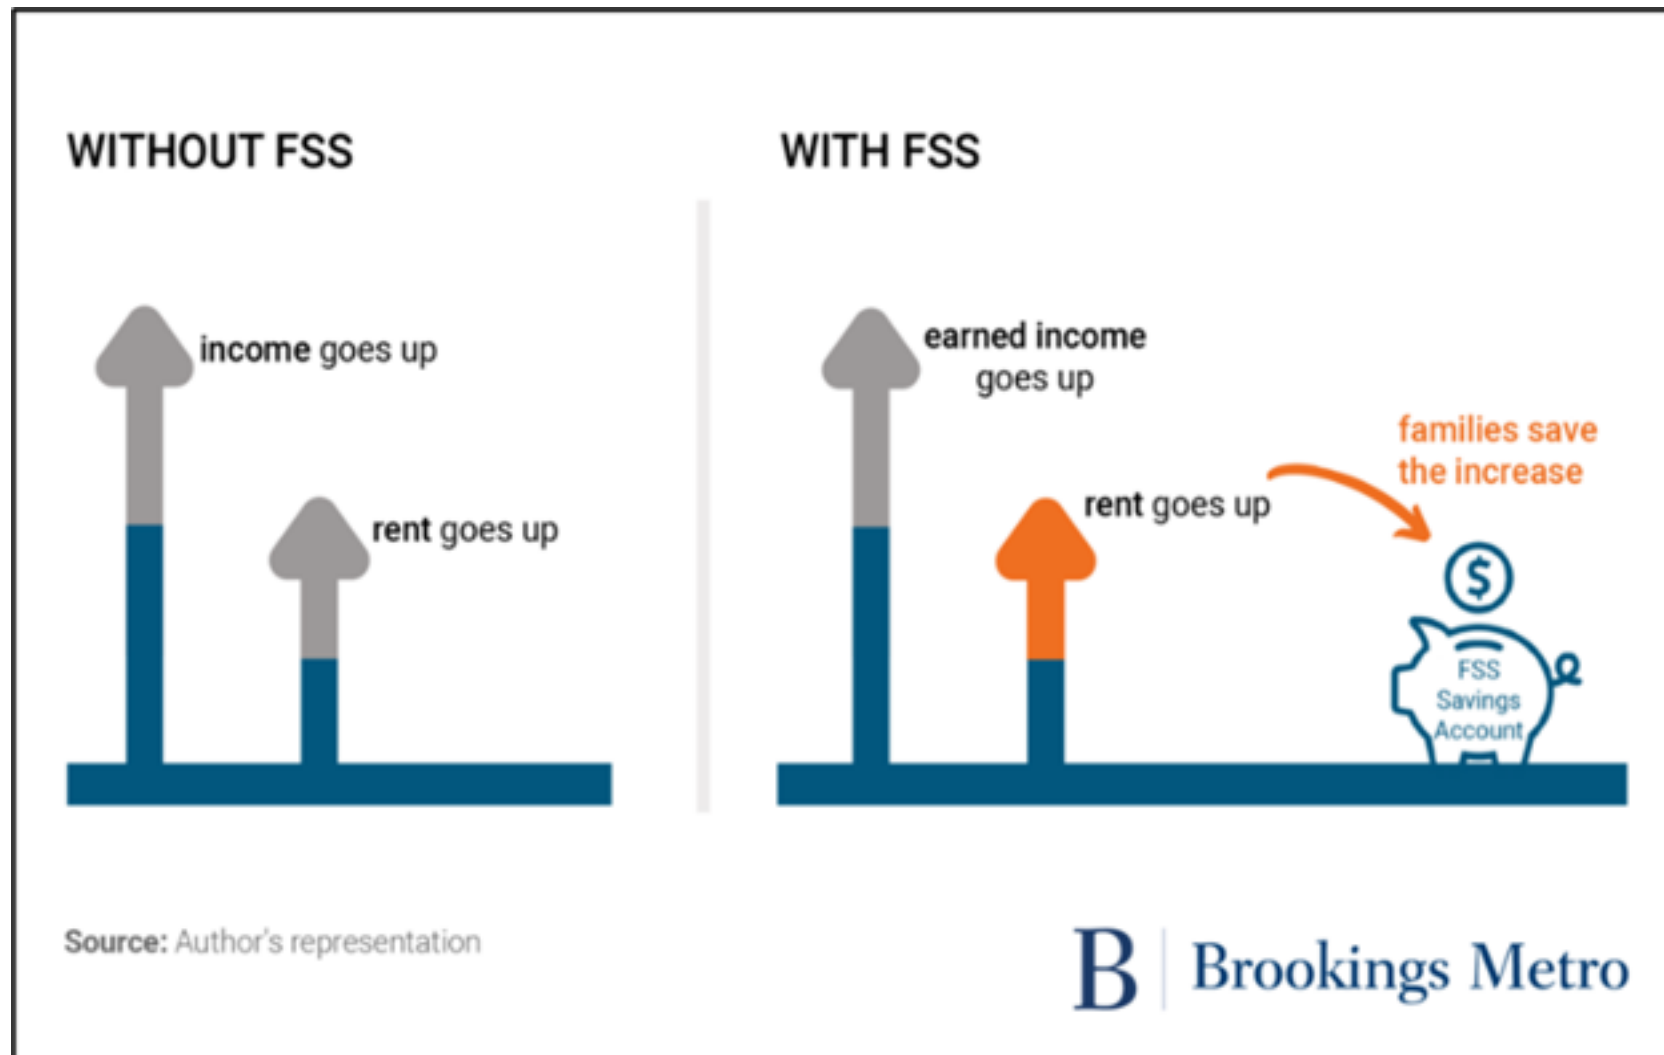 WITHOUT FSS
income goes up
rent goes up
WITH FSS
earned income
goes up
rent goes up
families save
the increase
$
FSS
Savings
Account
Source: Author's representation
B
Brookings Metro